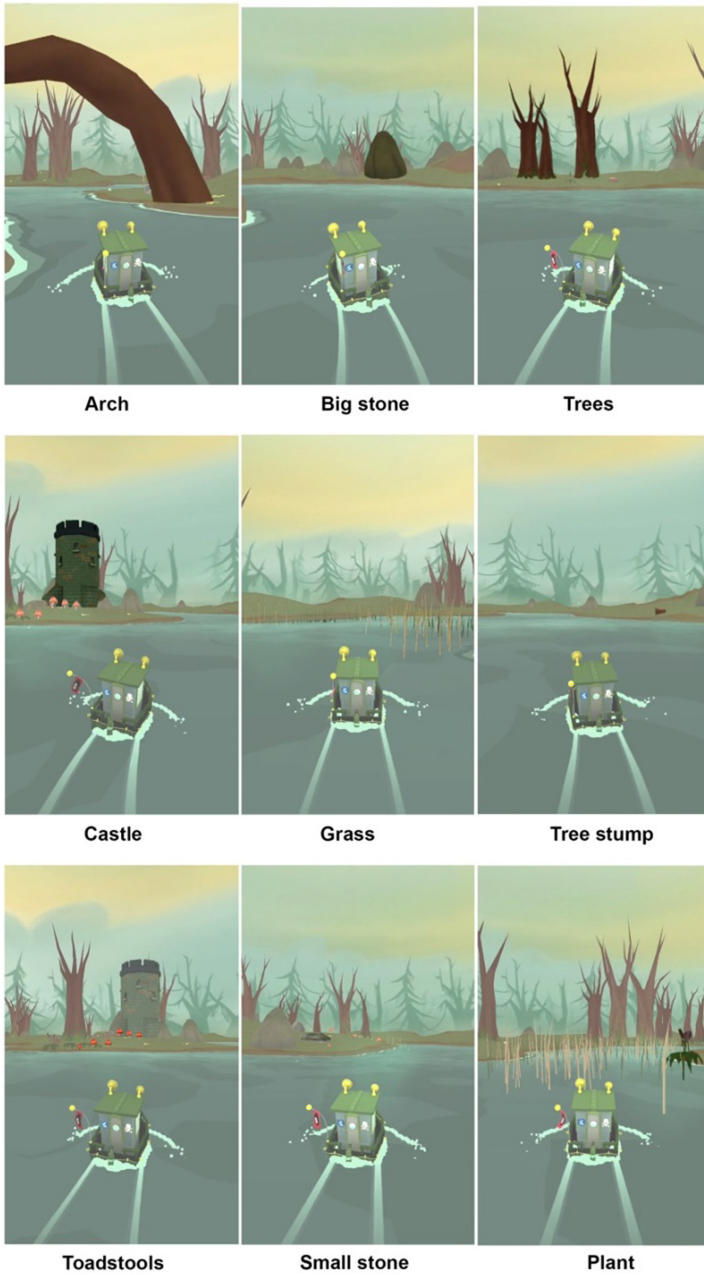 Arch
Big stone
Trees
Castle
Grass
Tree stump
Toadstools
Small stone
Plant